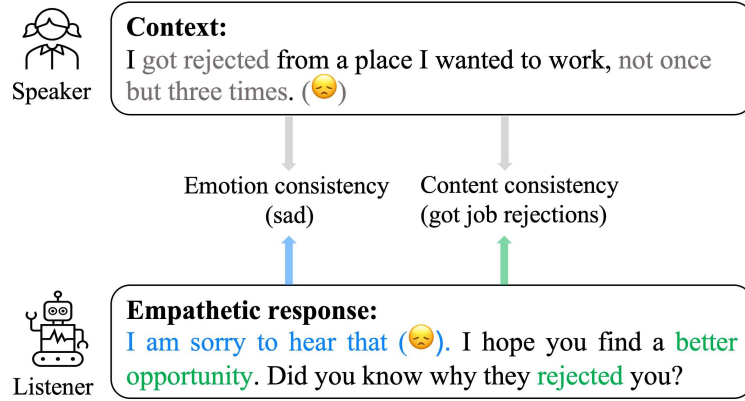 Context:
Speaker
I got rejected from a place I wanted to work, not once
but three times. (😞)
Emotion consistency
(sad)
Content consistency
(got job rejections)
Empathetic response:
Listener
I am sorry to hear that (😞). I hope you find a better
opportunity. Did you know why they rejected you?